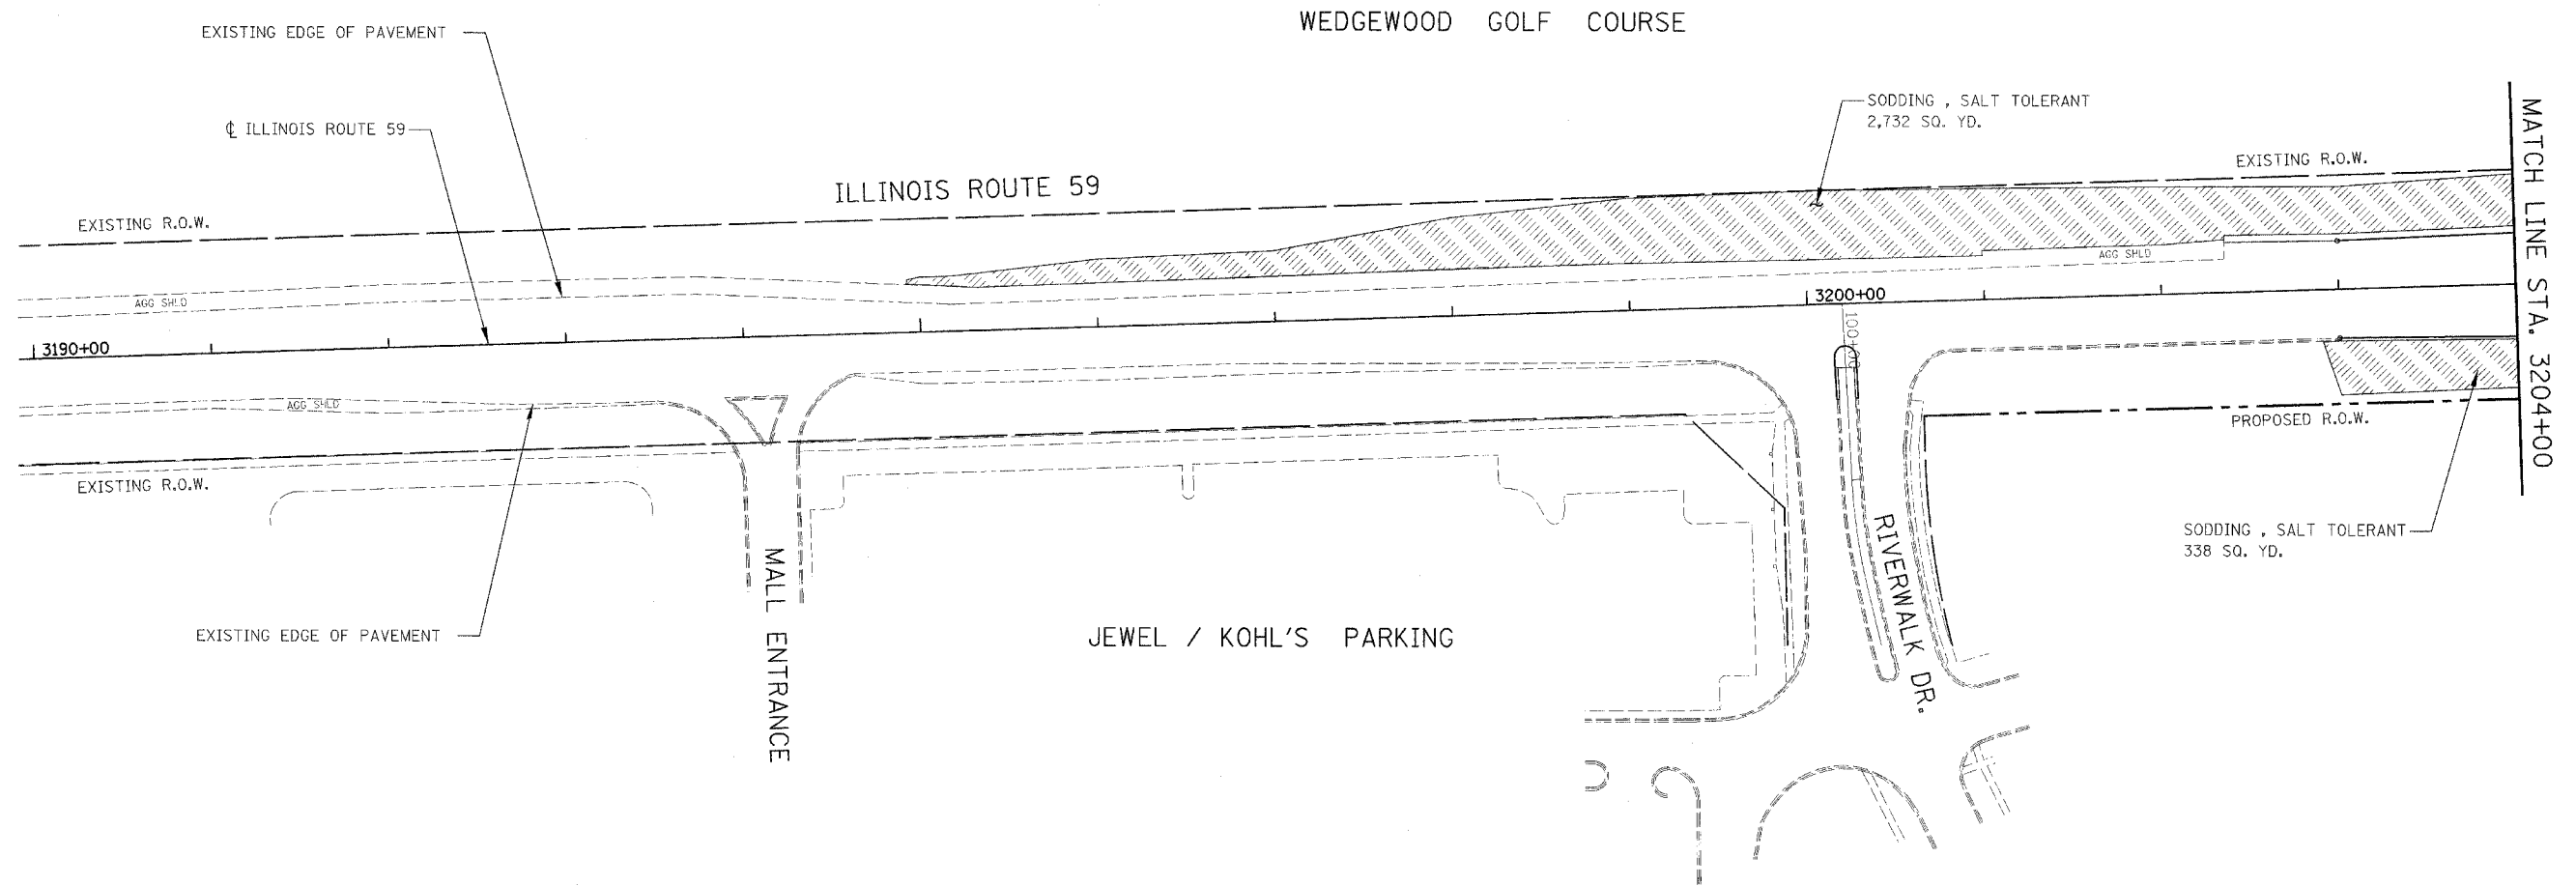 WEDGEWOOD GOLF COURSE
EXISTING EDGE OF PAVEMENT
SODDING , SALT TOLERANT
2,732 SQ. YD.
℄ ILLINOIS ROUTE 59
MATCH LINE STA. 3204+00
EXISTING R.O.W.
ILLINOIS ROUTE 59
EXISTING R.O.W.
AGG SHLD
AGG SHLD
3200+00
100+00
3190+00
AGG SHLD
PROPOSED R.O.W.
EXISTING R.O.W.
SODDING , SALT TOLERANT
338 SQ. YD.
RIVERWALK DR.
MALL ENTRANCE
EXISTING EDGE OF PAVEMENT
JEWEL / KOHL'S PARKING